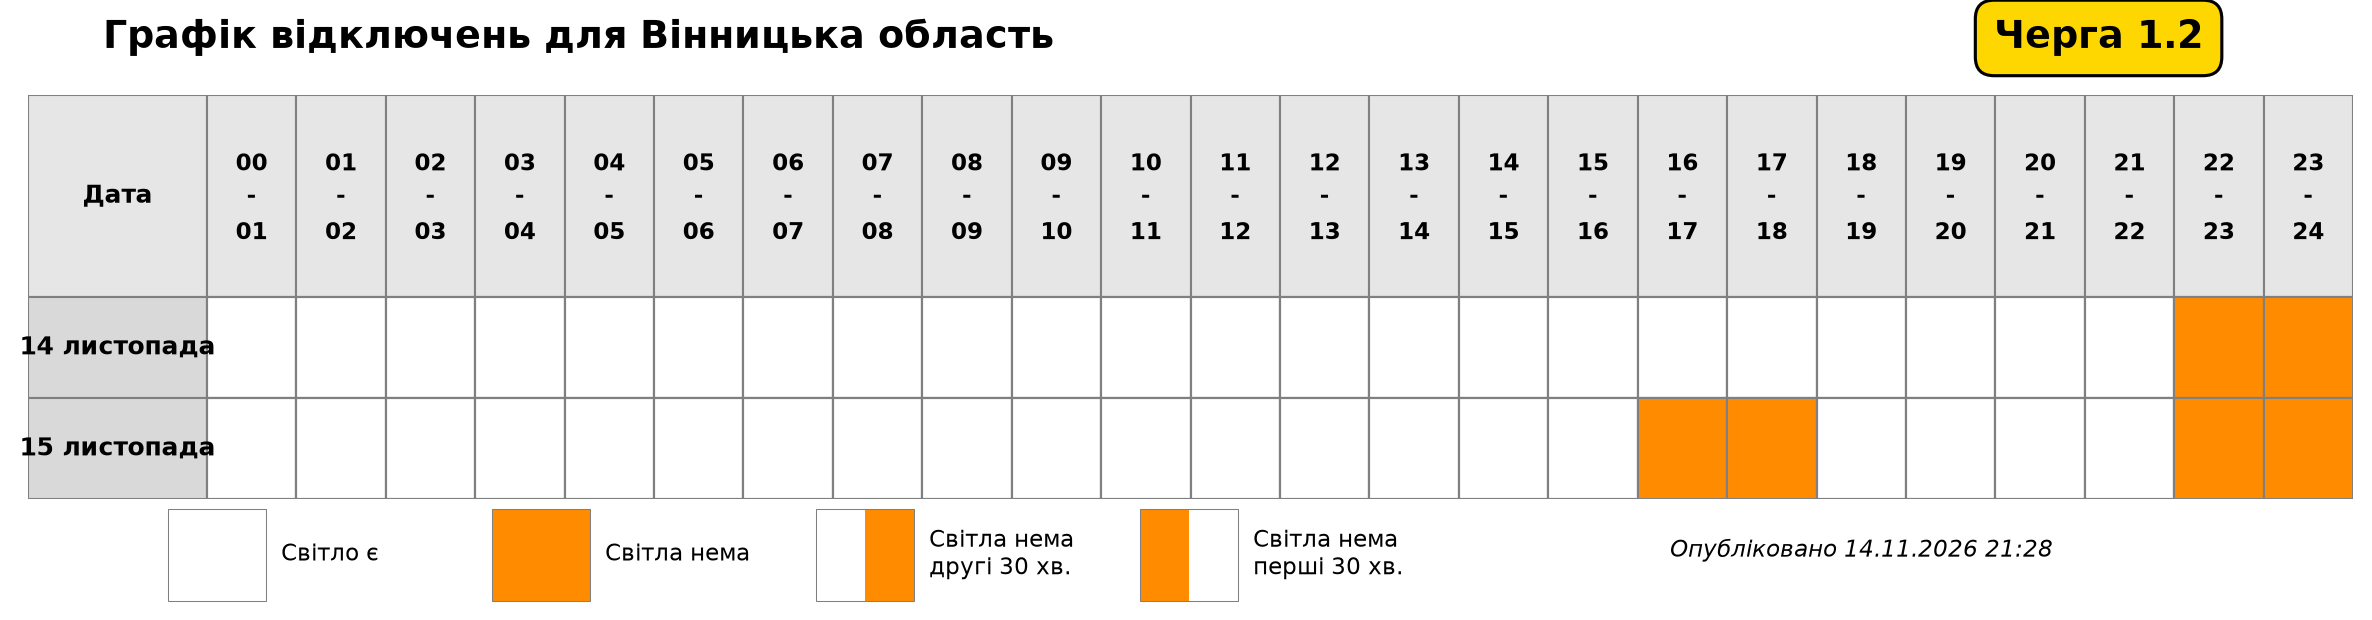 Графік відключень для Вінницька область
Черга 1.2
Дата
00 - 01
01 - 02
02 - 03
03 - 04
04 - 05
05 - 06
06 - 07
07 - 08
08 - 09
09 - 10
10 - 11
11 - 12
12 - 13
13 - 14
14 - 15
15 - 16
16 - 17
17 - 18
18 - 19
19 - 20
20 - 21
21 - 22
22 - 23
23 - 24
14 листопада
15 листопада
Світло є
Світла нема
Світла нема
другі 30 хв.
Світла нема
перші 30 хв.
Опубліковано 14.11.2026 21:28